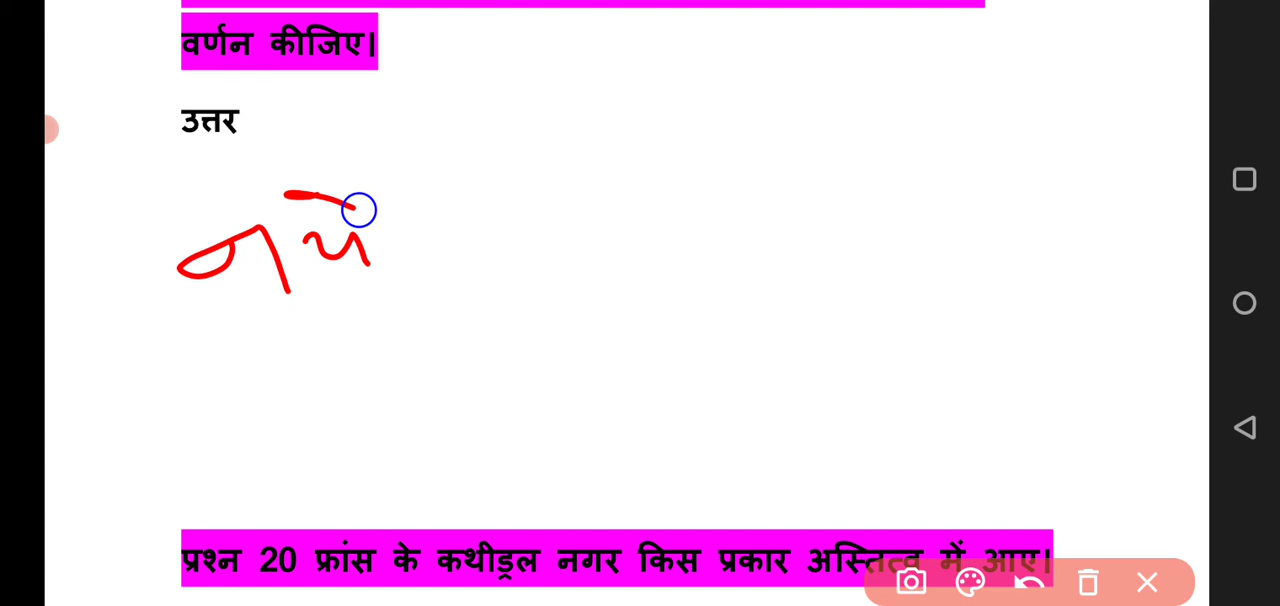 वर्णन कीजिए।
उत्तर
प्रश्न 20 फ्रांस के कथीड्रल नगर किस प्रकार अस्तित्व में आए।